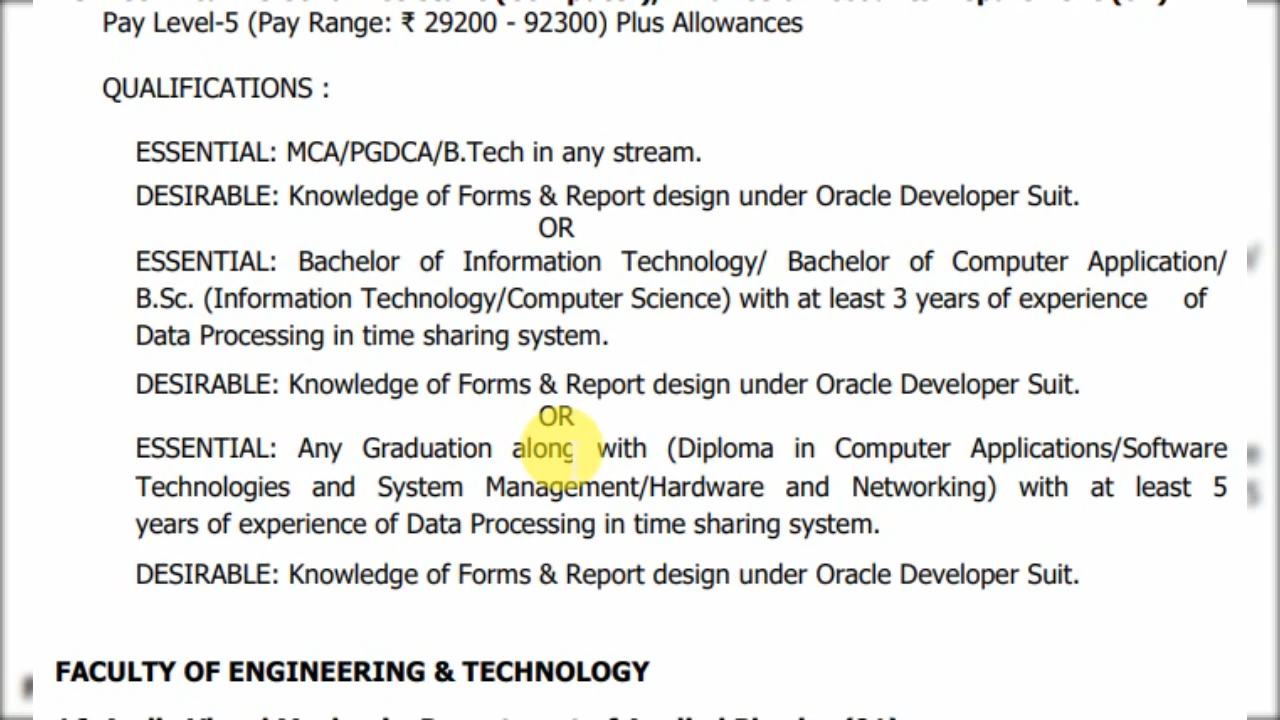 Pay Level-5 (Pay Range: ₹ 29200 - 92300) Plus Allowances
QUALIFICATIONS :
ESSENTIAL: MCA/PGDCA/B.Tech in any stream.
DESIRABLE: Knowledge of Forms & Report design under Oracle Developer Suit.
OR
ESSENTIAL: Bachelor of Information Technology/ Bachelor of Computer Application/
B.Sc. (Information Technology/Computer Science) with at least 3 years of experience of
Data Processing in time sharing system.
DESIRABLE: Knowledge of Forms & Report design under Oracle Developer Suit.
OR
ESSENTIAL: Any Graduation along with (Diploma in Computer Applications/Software
Technologies and System Management/Hardware and Networking) with at least 5
years of experience of Data Processing in time sharing system.
DESIRABLE: Knowledge of Forms & Report design under Oracle Developer Suit.
FACULTY OF ENGINEERING & TECHNOLOGY